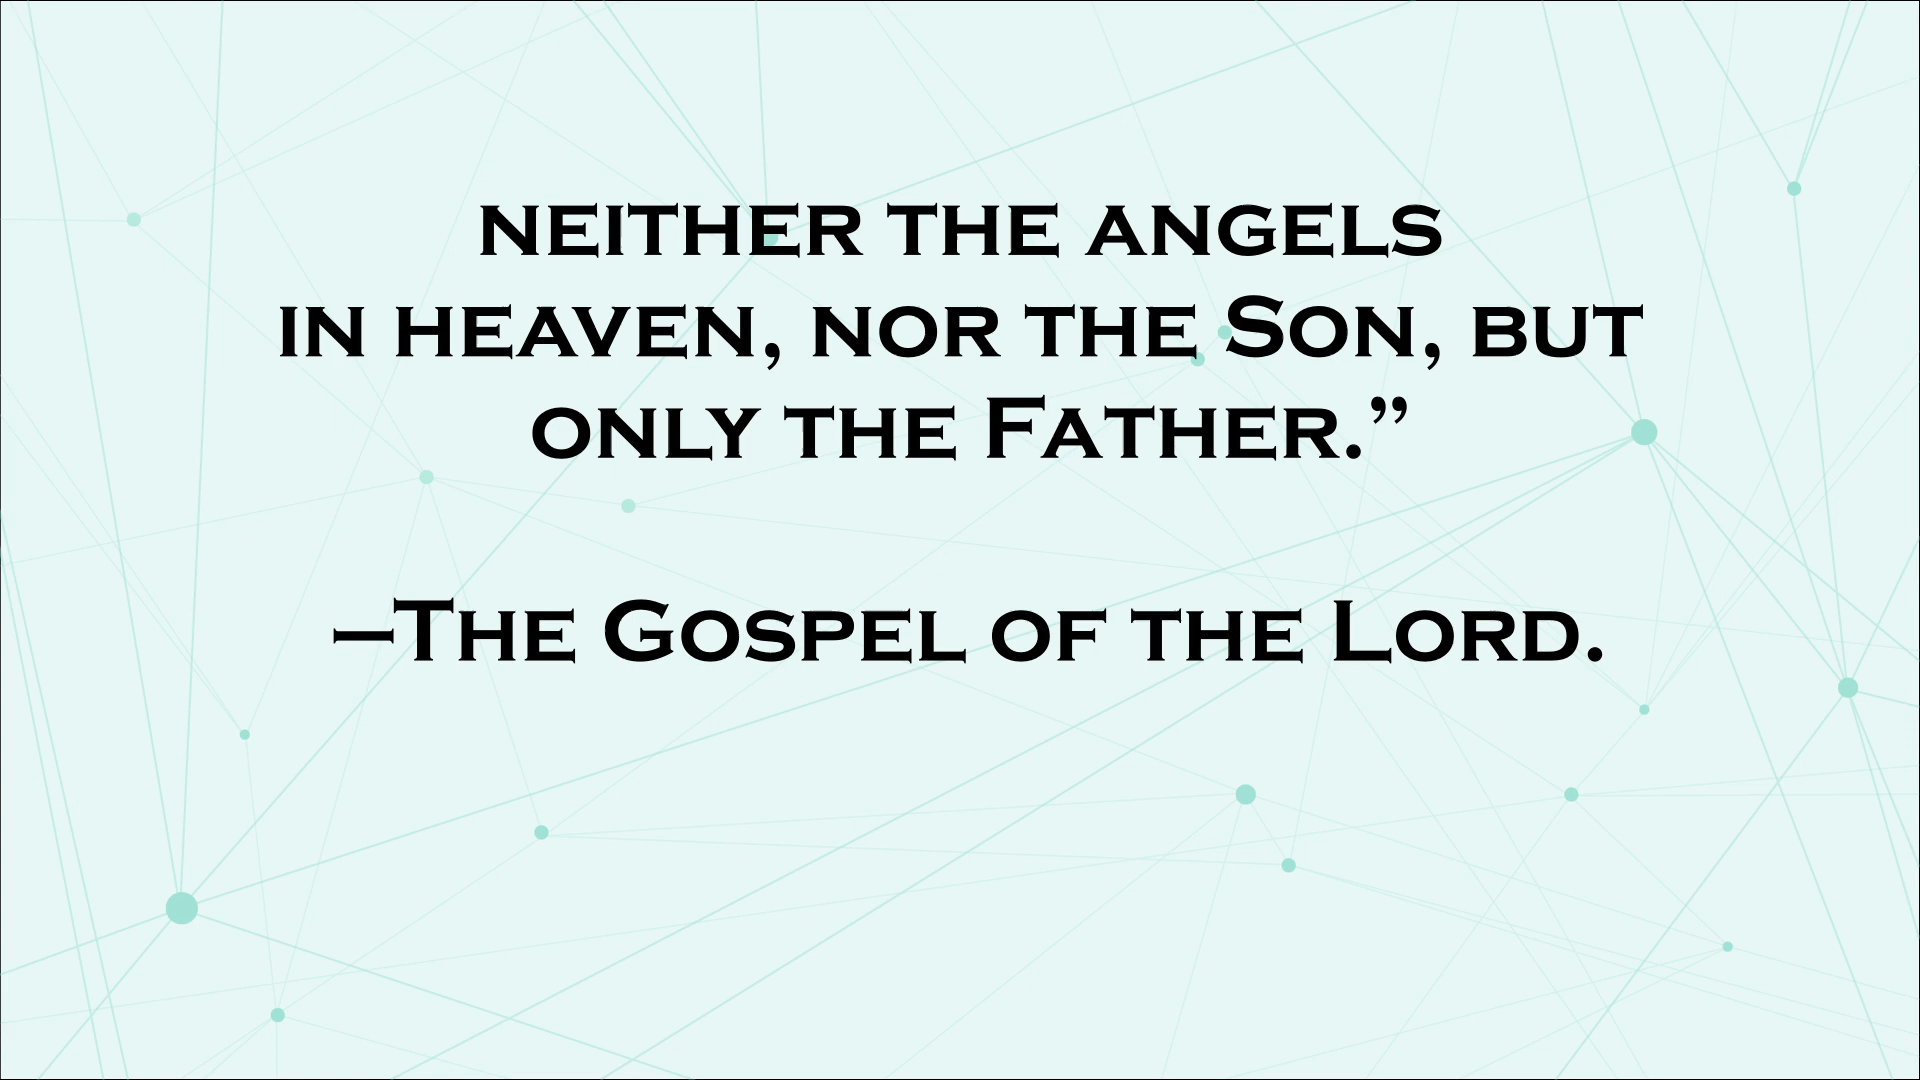 neither the angels
in heaven, nor the Son, but
only the Father.”
–The Gospel of the Lord.